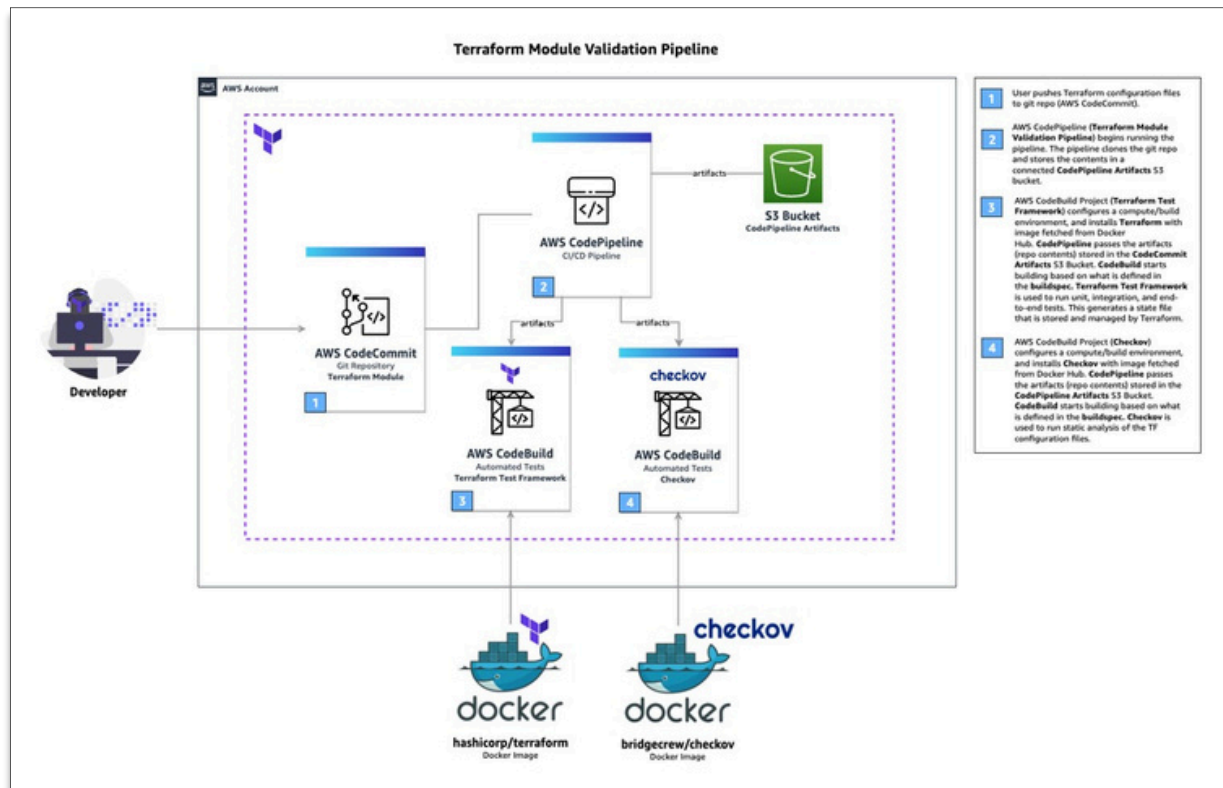 Terraform Module Validation Pipeline
aws
AWS Account
artifacts
S3 Bucket
CodePipeline Artifacts
AWS CodePipeline
CI/CD Pipeline
2
AWS CodeCommit
Git Repository
Terraform Module
1
Developer
artifacts
artifacts
AWS CodeBuild
Automated Tests
Terraform Test Framework
3
checkov
AWS CodeBuild
Automated Tests
Checkov
4
docker
hashicorp/terraform
Docker Image
checkov
docker
bridgecrew/checkov
Docker Image
1
User pushes Terraform configuration files
to git repo (AWS CodeCommit).
2
AWS CodePipeline (Terraform Module
Validation Pipeline) begins running the
pipeline. The pipeline clones the git repo
and stores the contents in a
connected CodePipeline Artifacts S3
bucket.
3
AWS CodeBuild Project (Terraform Test
Framework) configures a compute/build
environment, and installs Terraform with
image fetched from Docker
Hub. CodePipeline passes the artifacts
(repo contents) stored in the CodeCommit
Artifacts S3 Bucket. CodeBuild starts
building based on what is defined in
the buildspec. Terraform Test Framework
is used to run unit, integration, and end-
to-end tests. This generates a state file
that is stored and managed by Terraform.
4
AWS CodeBuild Project (Checkov)
configures a compute/build environment,
and installs Checkov with image fetched
from Docker Hub. CodePipeline passes
the artifacts (repo contents) stored in the
CodePipeline Artifacts S3 Bucket.
CodeBuild starts building based on what
is defined in the buildspec. Checkov is
used to run static analysis of the TF
configuration files.